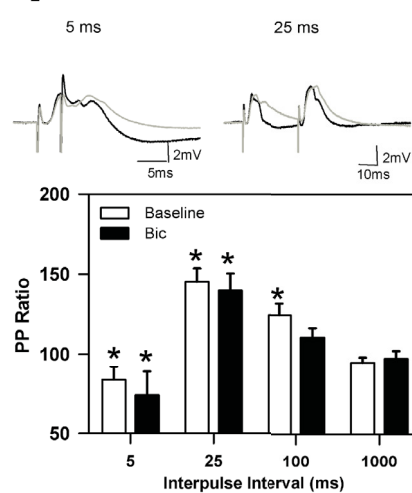 5 ms
25 ms
2mV
5ms
2mV
10ms
200
150
100
50
PP Ratio
Baseline
Bic
* *
* *
*
5 25 100 1000
Interpulse Interval (ms)